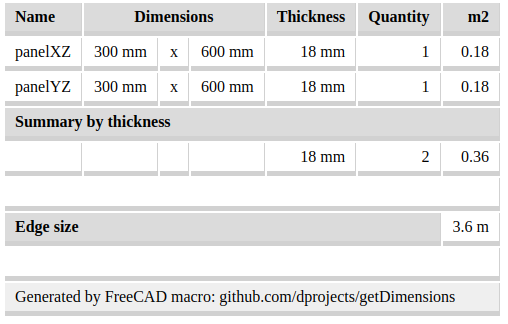 Name Dimensions Thickness Quantity m2
panelXZ 300 mm x 600 mm 18 mm 1 0.18
panelYZ 300 mm x 600 mm 18 mm 1 0.18
Summary by thickness
18 mm 2 0.36
Edge size 3.6 m
Generated by FreeCAD macro: github.com/dprojects/getDimensions